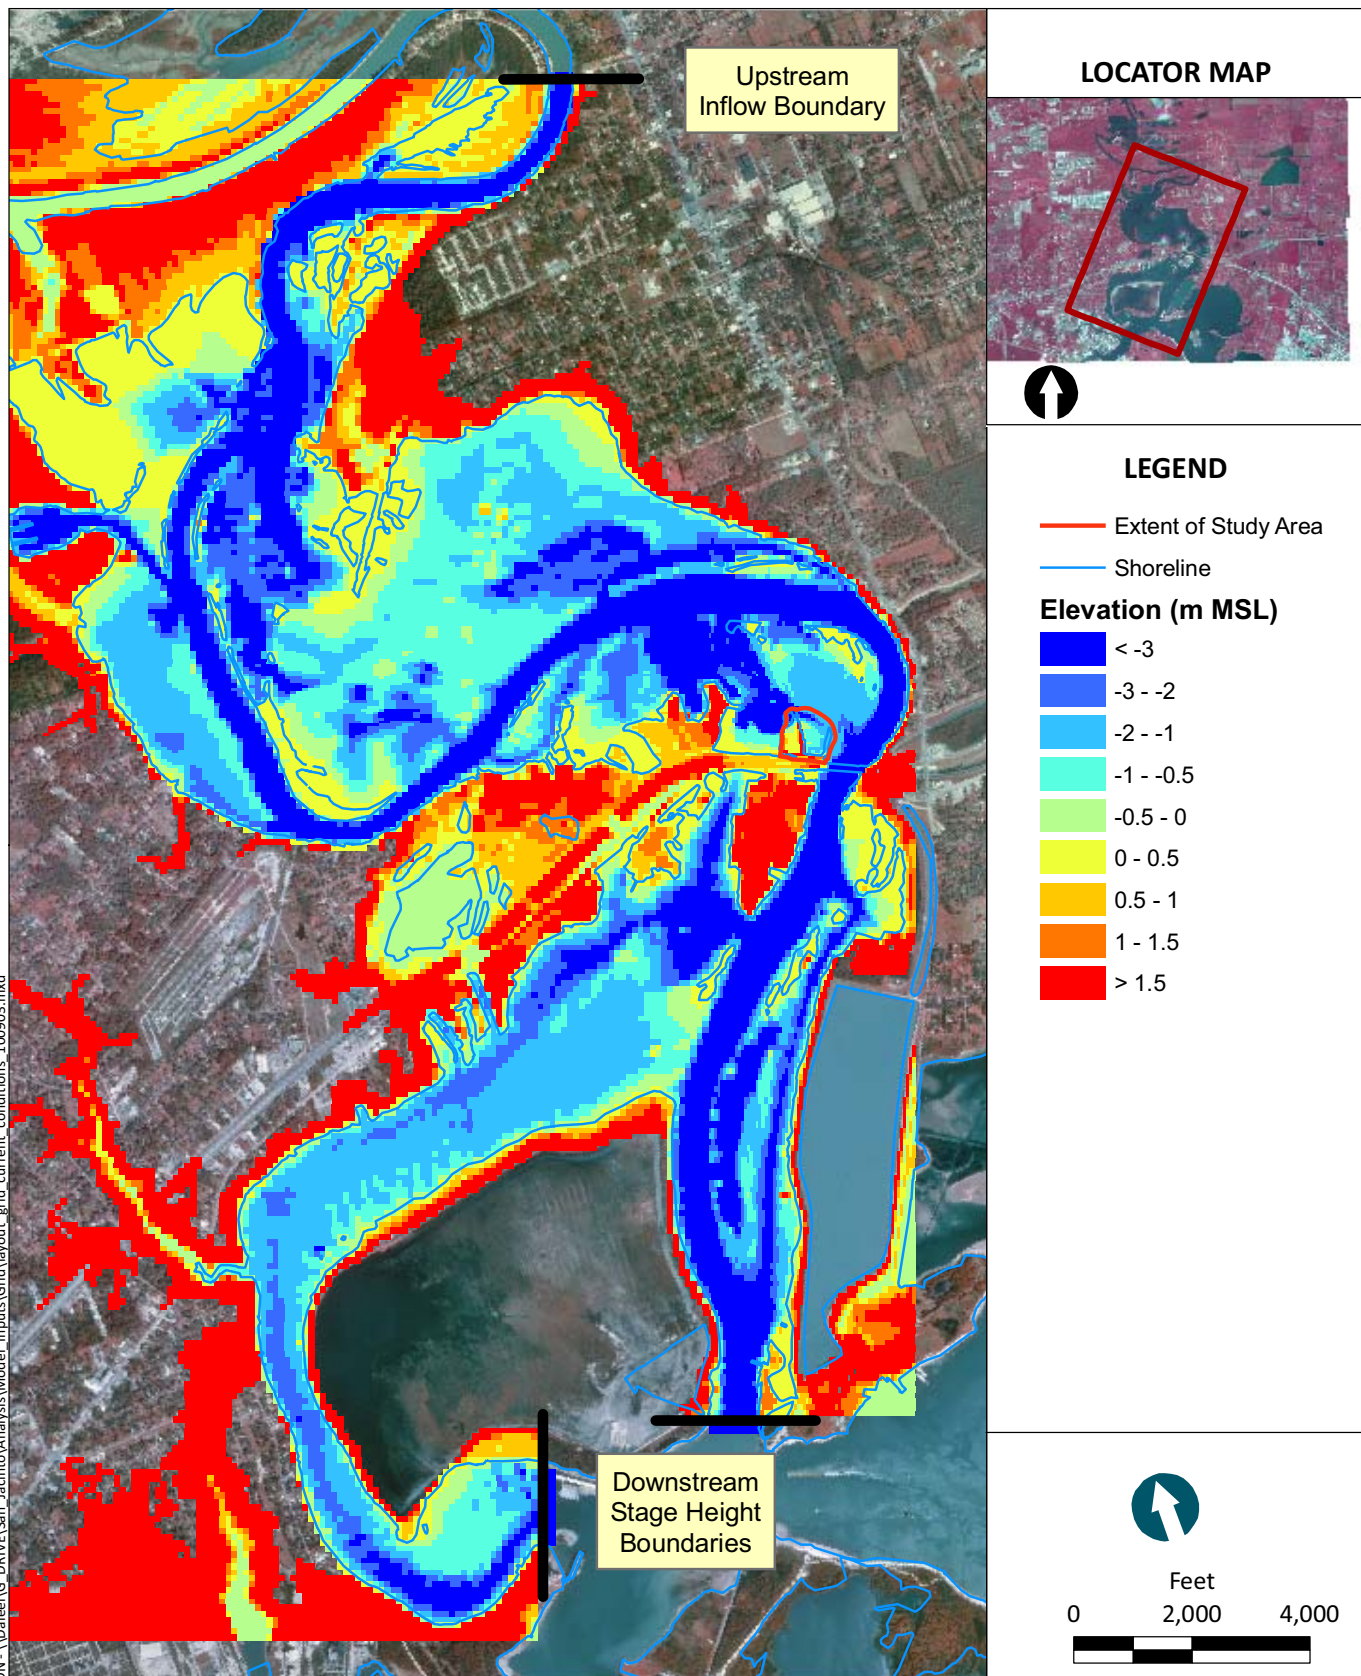 Upstream
Inflow Boundary
LOCATOR MAP
LEGEND
Extent of Study Area
Shoreline
Elevation (m MSL)
< -3
-3 - -2
-2 - -1
-1 - -0.5
-0.5 - 0
0 - 0.5
0.5 - 1
1 - 1.5
> 1.5
Downstream
Stage Height
Boundaries
Feet
0 2,000 4,000